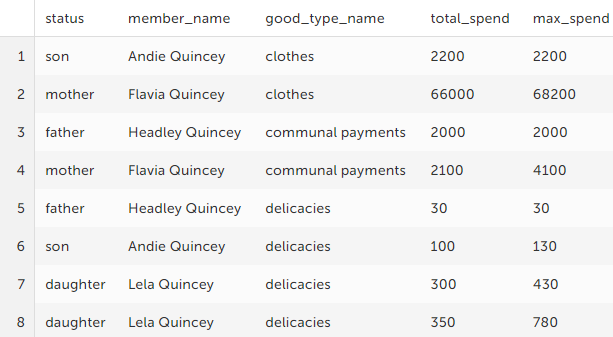 status member_name good_type_name total_spend max_spend
1 son Andie Quincey clothes 2200 2200
2 mother Flavia Quincey clothes 66000 68200
3 father Headley Quincey communal payments 2000 2000
4 mother Flavia Quincey communal payments 2100 4100
5 father Headley Quincey delicacies 30 30
6 son Andie Quincey delicacies 100 130
7 daughter Lela Quincey delicacies 300 430
8 daughter Lela Quincey delicacies 350 780